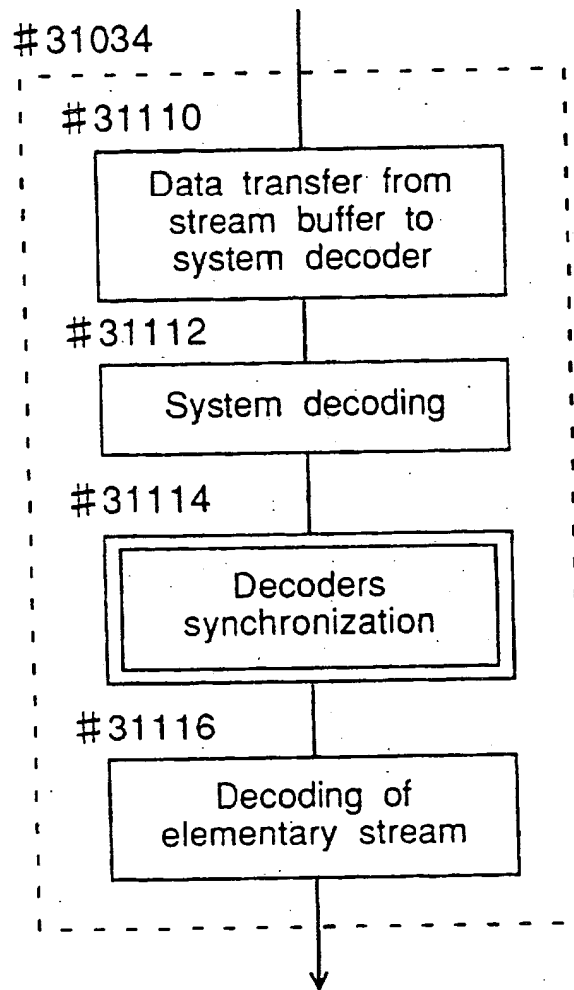 #31034
#31110
Data transfer from
stream buffer to
system decoder
#31112
System decoding
#31114
Decoders
synchronization
#31116
Decoding of
elementary stream